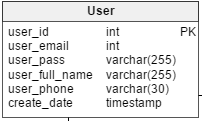 User
user_id int PK
user_email int
user_pass varchar(255)
user_full_name varchar(255)
user_phone varchar(30)
create_date timestamp